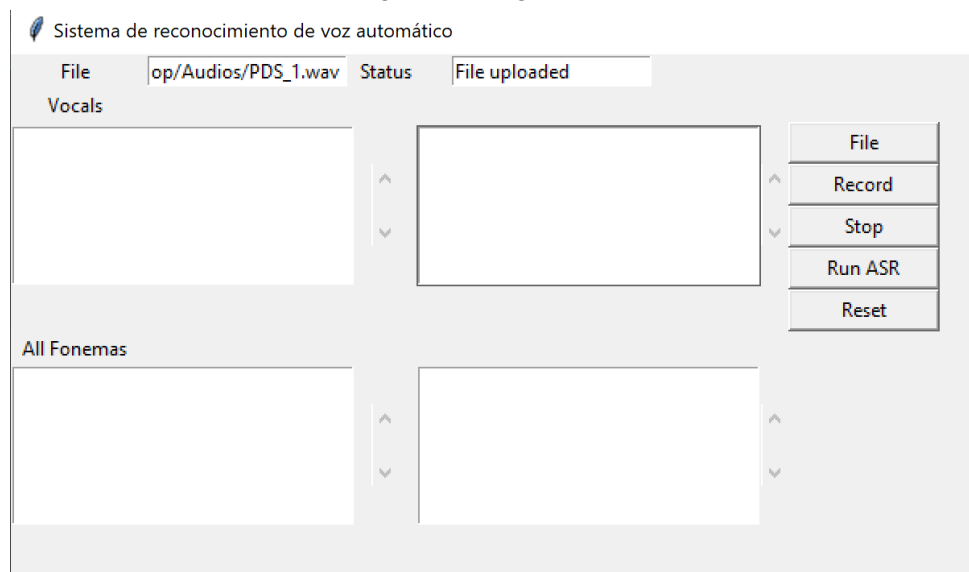 Sistema de reconocimiento de voz automático
File op/Audios/PDS_1.wav Status File uploaded
Vocals
File
Record
Stop
Run ASR
Reset
All Fonemas